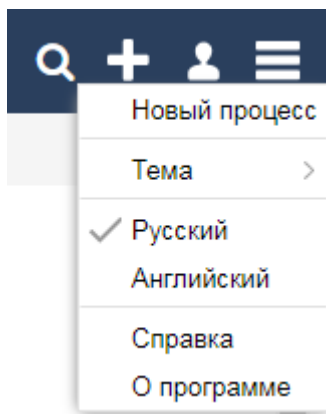 Новый процесс
Тема
Русский
Английский
Справка
О программе